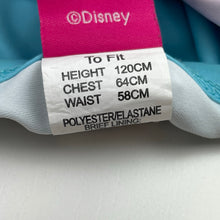 ©Disney
To Fit
HEIGHT 120CM
CHEST 64CM
WAIST 58CM
POLYESTER/ELASTANE
BRIEF LINING: